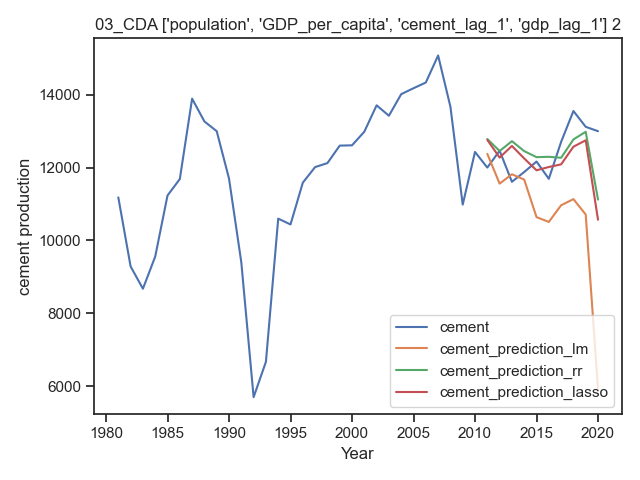 03_CDA ['population', 'GDP_per_capita', 'cement_lag_1', 'gdp_lag_1'] 2
14000
12000
10000
8000
6000
cement production
1980 1985 1990 1995 2000 2005 2010 2015 2020
Year
cement
cement_prediction_lm
cement_prediction_rr
cement_prediction_lasso